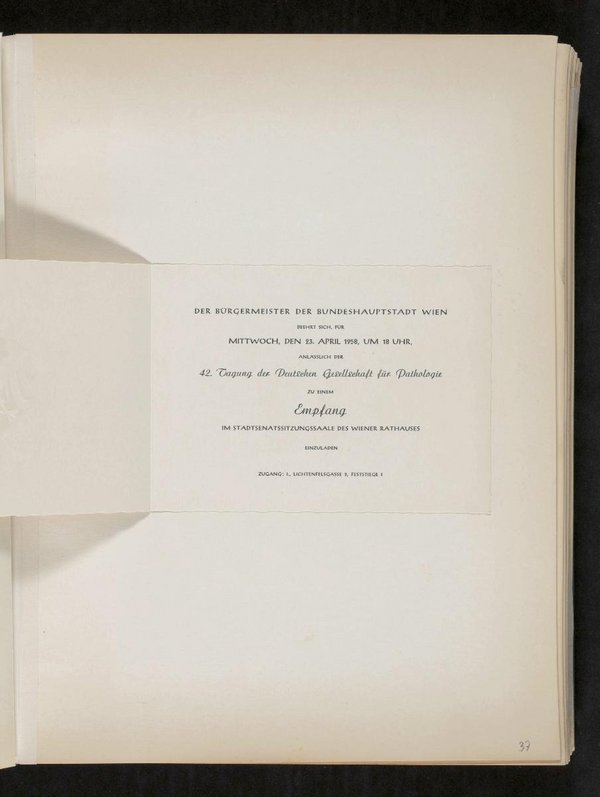 DER BÜRGERMEISTER DER BUNDESHAUPTSTADT WIEN
BEEHRT SICH, FÜR
MITTWOCH, DEN 23. APRIL 1958, UM 18 UHR,
ANLÄSSLICH DER
42. Tagung der Deutschen Gesellschaft für Pathologie
ZU EINEM
Empfang
IM STADTSENATSSITZUNGSSAALE DES WIENER RATHAUSES
EINZULADEN
ZUGANG: I., LICHTENFELSGASSE 2, FESTSTIEGE I
37